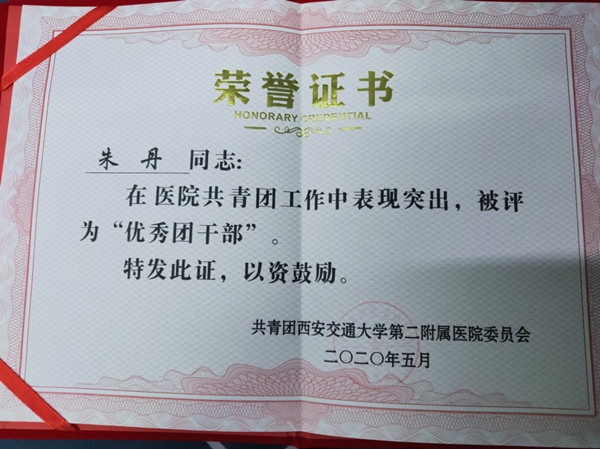 荣誉证书
HONORARY CREDENTIAL
朱丹 同志：
在医院共青团工作中表现突出，被评
为“优秀团干部”。
特发此证，以资鼓励。
共青团西安交通大学第二附属医院委员会
二〇二〇年五月